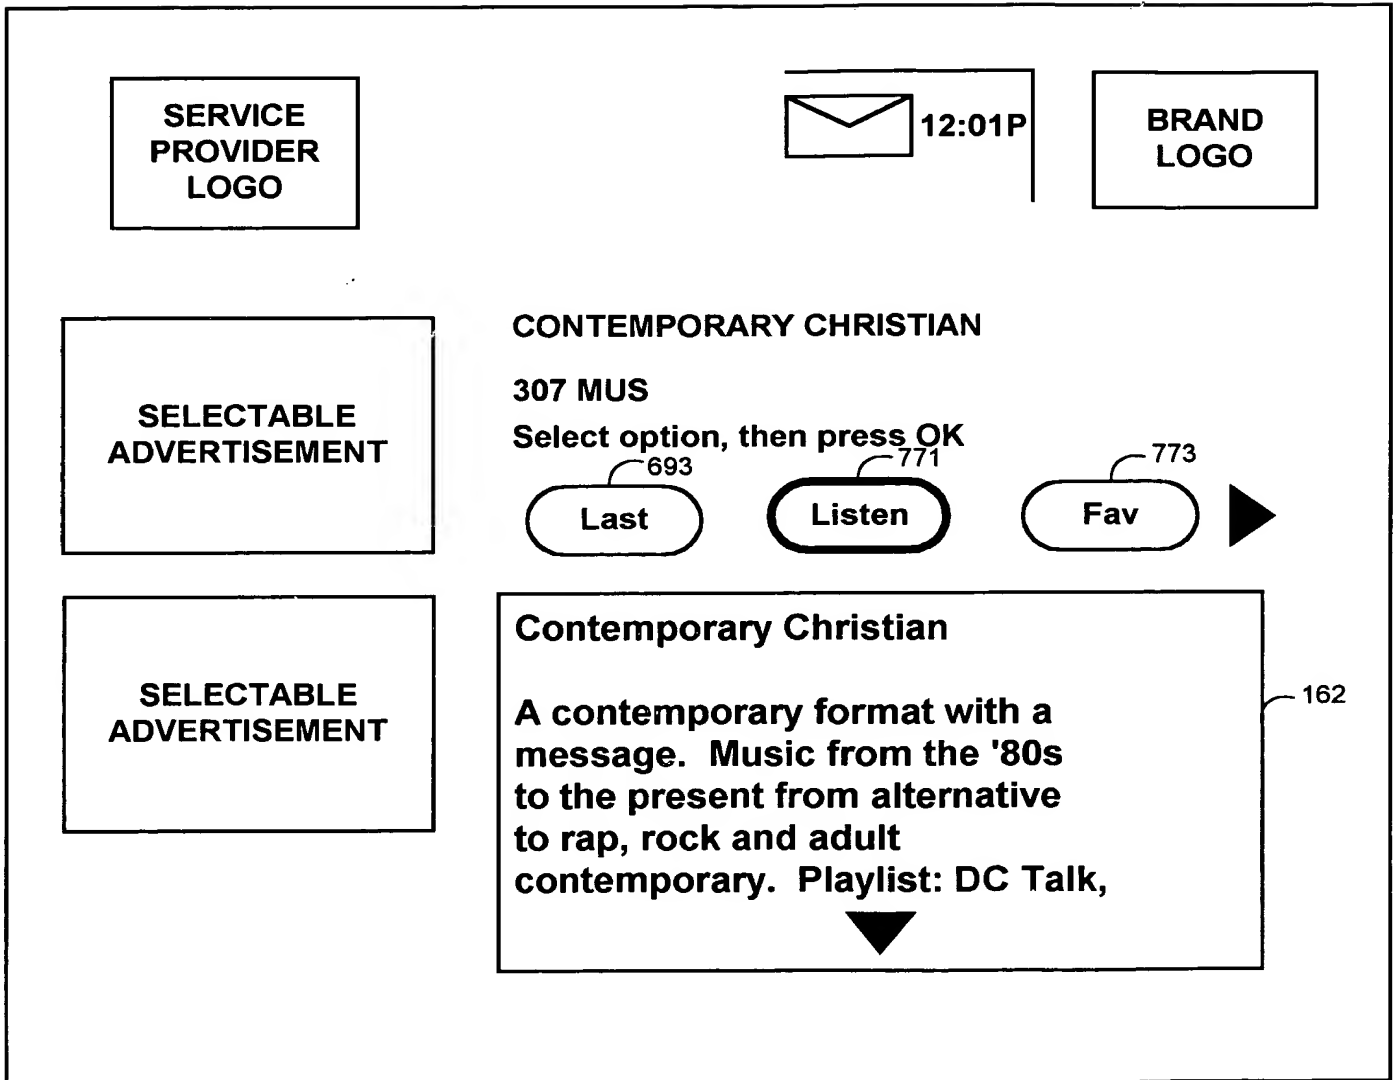 SERVICE
PROVIDER
LOGO
12:01P
BRAND
LOGO
SELECTABLE
ADVERTISEMENT
CONTEMPORARY CHRISTIAN
307 MUS
Select option, then press OK
693
771
773
Last
Listen
Fav
SELECTABLE
ADVERTISEMENT
Contemporary Christian
A contemporary format with a
message. Music from the '80s
to the present from alternative
to rap, rock and adult
contemporary. Playlist: DC Talk,
162